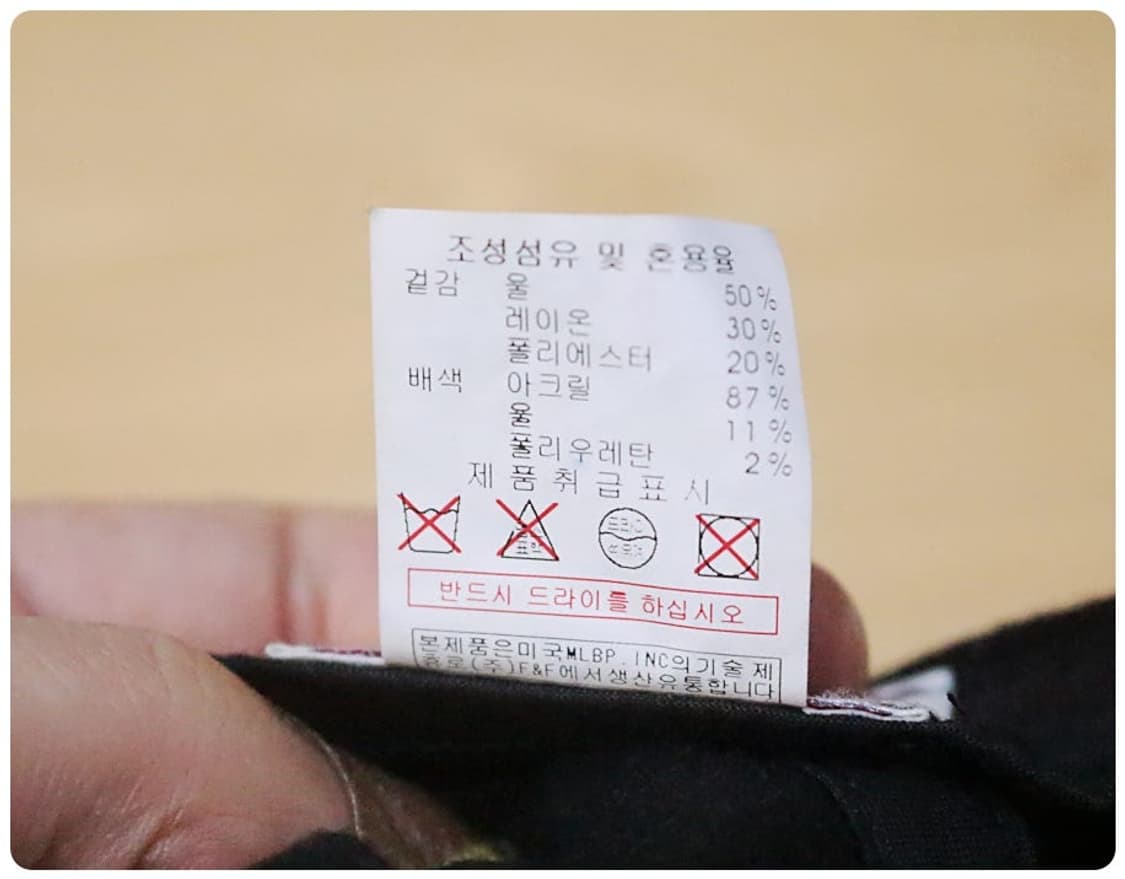 조성섬유 및 혼용율
겉감 울 50%
레이온 30%
폴리에스터 20%
배색 아크릴 87%
울 11%
폴리우레탄 2%
제품취급표시
드라이
반드시 드라이를 하십시오
본제품은미국MLBP.INC의기술제
휴로(주)F&F에서생산유통합니다